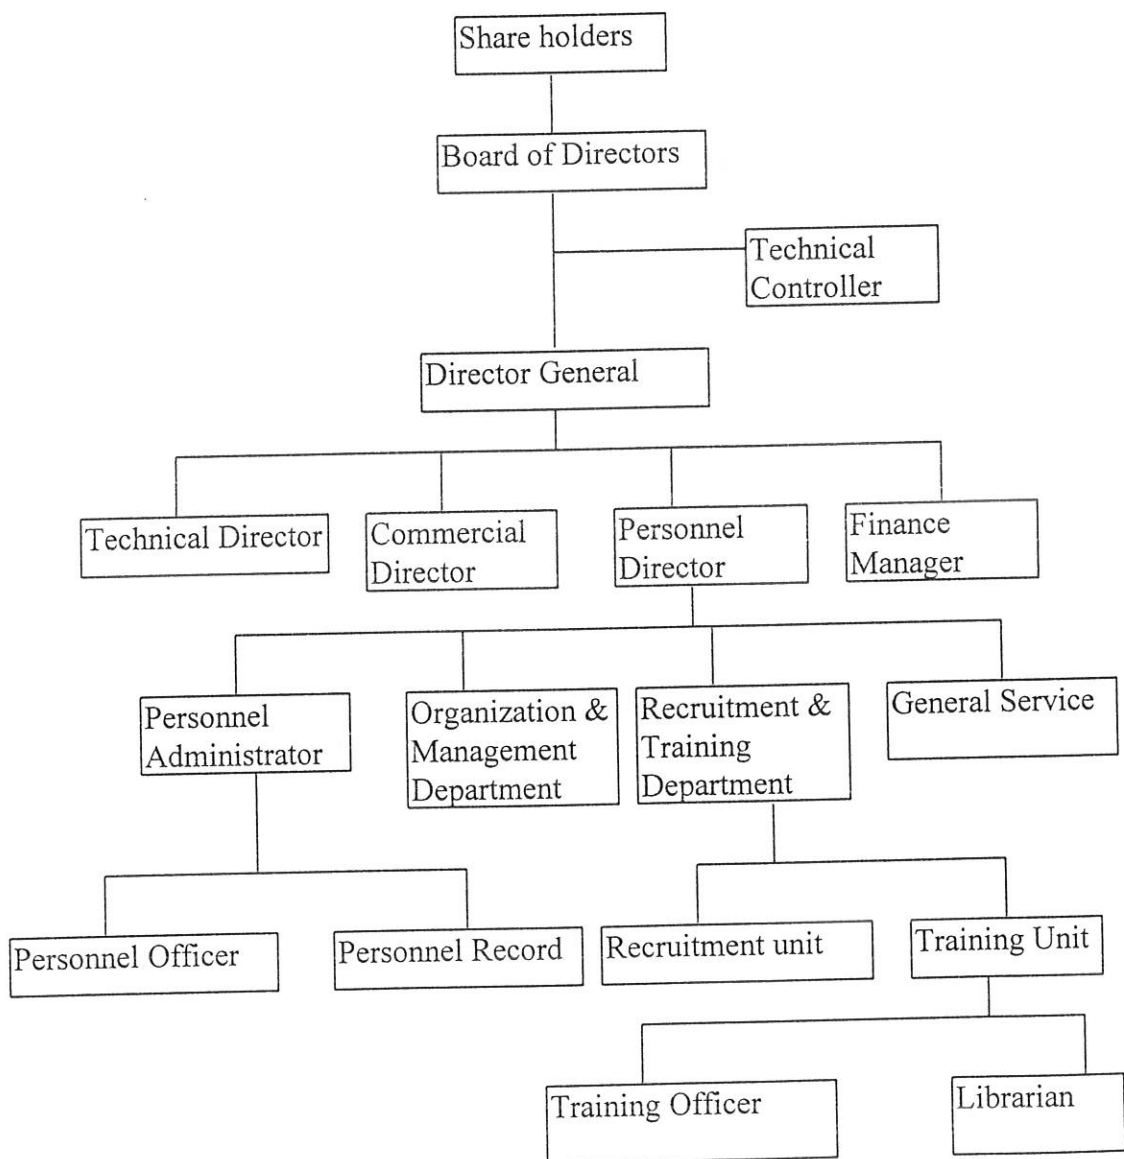 Share holders
Board of Directors
Technical
Controller
Director General
Technical Director
Commercial
Director
Personnel
Director
Finance
Manager
Personnel
Administrator
Organization &
Management
Department
Recruitment &
Training
Department
General Service
Personnel Officer
Personnel Record
Recruitment unit
Training Unit
Training Officer
Librarian